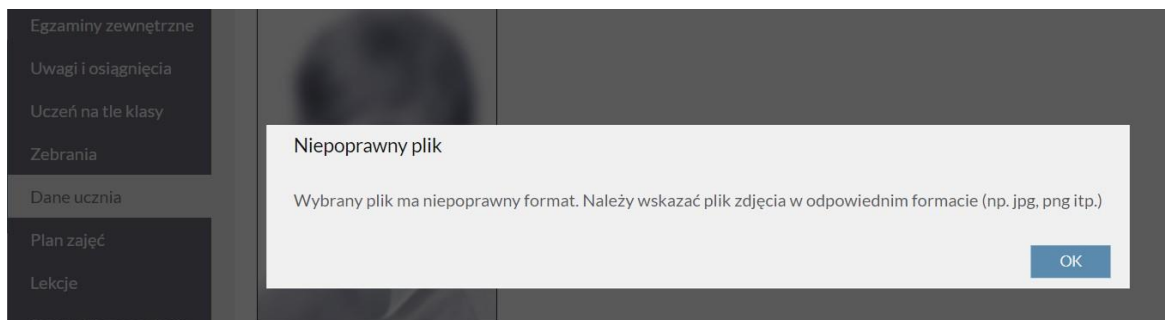 Egzaminy zewnętrzne
Uwagi i osiągnięcia
Uczeń na tle klasy
Zebrania
Dane ucznia
Plan zajęć
Lekcje
Niepoprawny plik
Wybrany plik ma niepoprawny format. Należy wskazać plik zdjęcia w odpowiednim formacie (np. jpg, png itp.)
OK